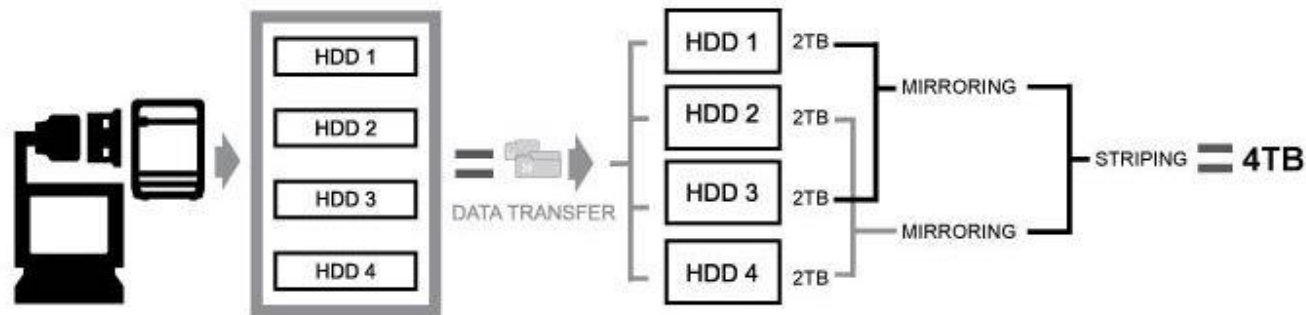 HDD 1
HDD 2
HDD 3
HDD 4
DATA TRANSFER
HDD 1 2TB
HDD 2 2TB
HDD 3 2TB
HDD 4 2TB
MIRRORING
MIRRORING
STRIPING = 4TB